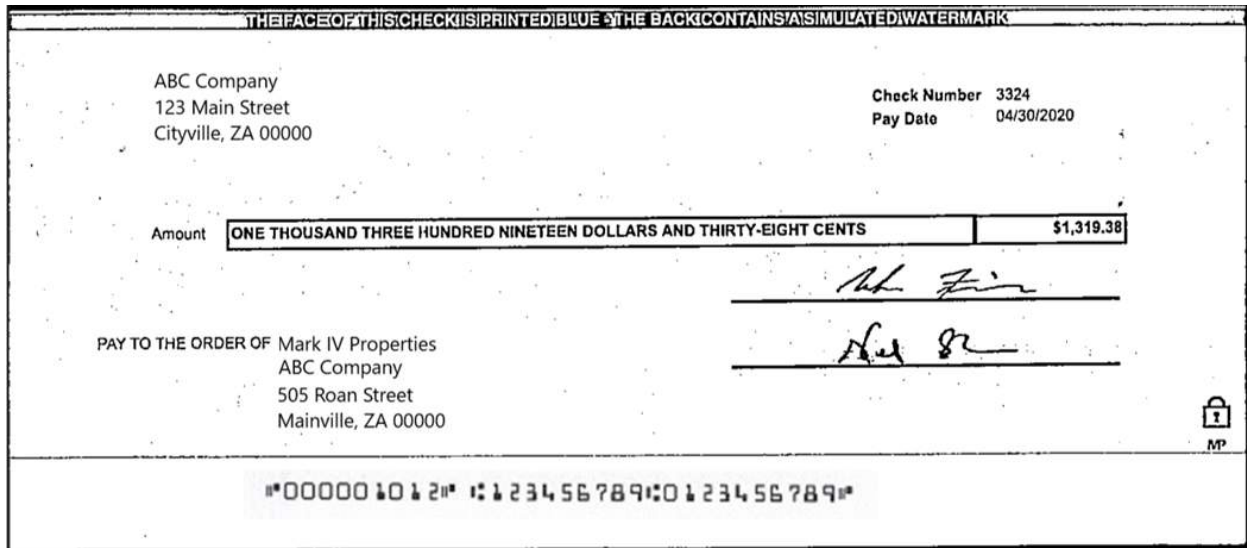 THE FACE OF THIS CHECK IS PRINTED BLUE - THE BACK CONTAINS A SIMULATED WATERMARK
ABC Company
123 Main Street
Cityville, ZA 00000
Check Number 3324
Pay Date 04/30/2020
Amount ONE THOUSAND THREE HUNDRED NINETEEN DOLLARS AND THIRTY-EIGHT CENTS $1,319.38
PAY TO THE ORDER OF Mark IV Properties
ABC Company
505 Roan Street
Mainville, ZA 00000
MP
⑈000001012⑈ ⑆123456789⑆0123456789⑈